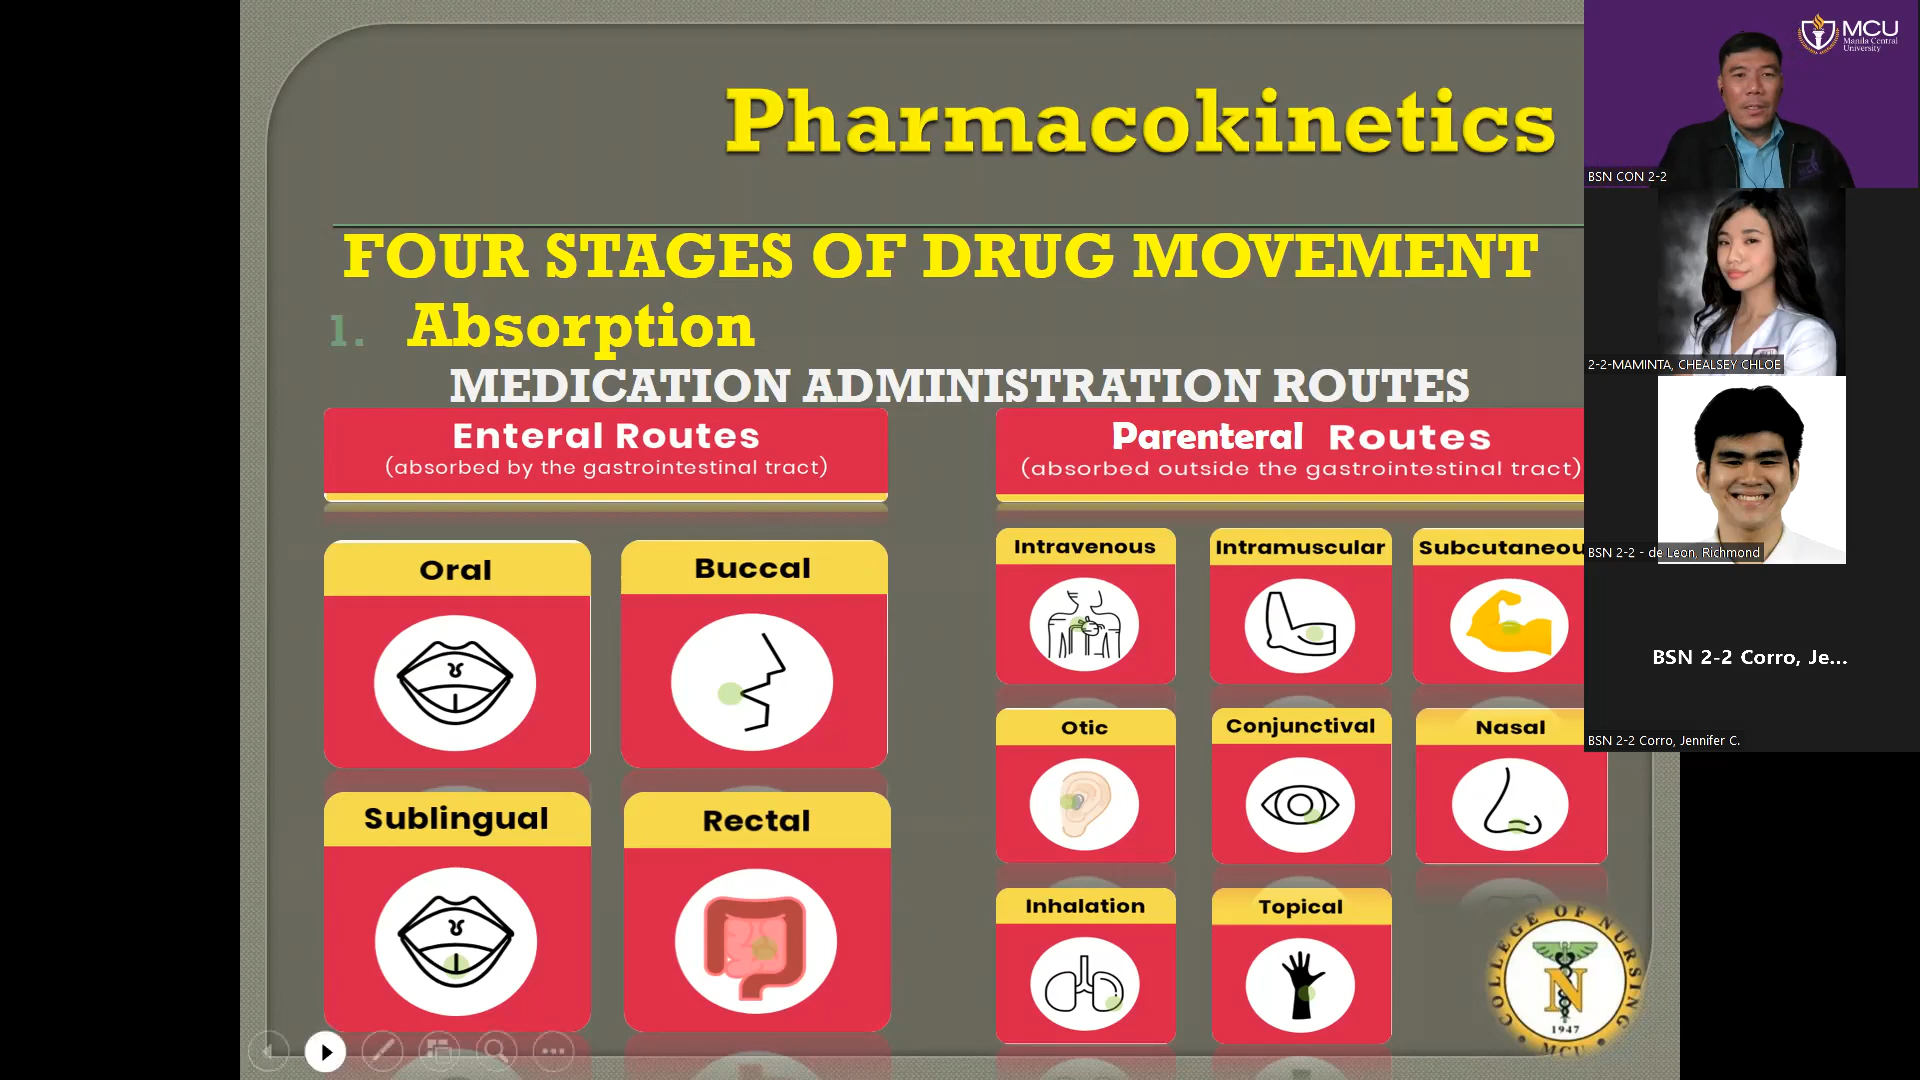 Pharmacokinetics
FOUR STAGES OF DRUG MOVEMENT
1. Absorption
MEDICATION ADMINISTRATION ROUTES
Enteral Routes
(absorbed by the gastrointestinal tract)
Oral
Buccal
Sublingual
Rectal
Parenteral Routes
(absorbed outside the gastrointestinal tract)
Intravenous
Intramuscular
Subcutaneou
Otic
Conjunctival
Nasal
Inhalation
Topical
COLLEGE OF NURSING
N
1947
MCU
MCU
Manila Central
University
BSN CON 2-2
2-2-MAMINTA, CHEALSEY CHLOE
BSN 2-2 - de Leon, Richmond
BSN 2-2 Corro, Je...
BSN 2-2 Corro, Jennifer C.